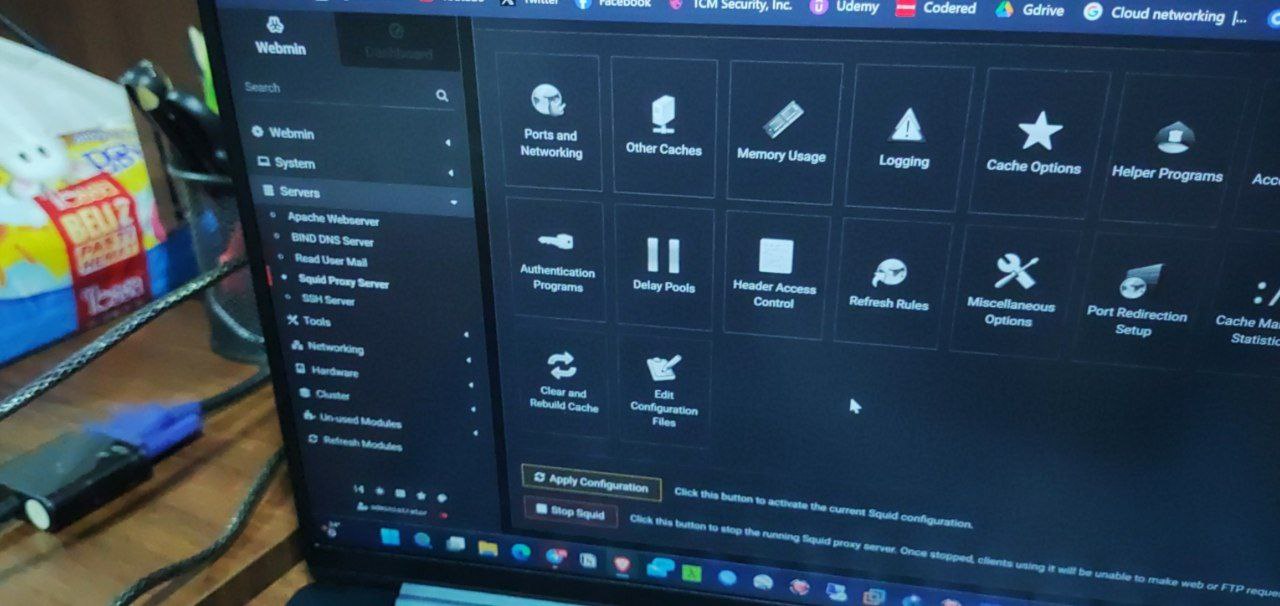 Twitter
Facebook
TCM Security, Inc.
Udemy
Codered
Gdrive
Cloud networking |...
Webmin
Dashboard
Search
Webmin
System
Servers
Apache Webserver
BIND DNS Server
Read User Mail
Squid Proxy Server
SSH Server
Tools
Networking
Hardware
Cluster
Un-used Modules
Refresh Modules
administrator
Ports and
Networking
Other Caches
Memory Usage
Logging
Cache Options
Helper Programs
Acc
Authentication
Programs
Delay Pools
Header Access
Control
Refresh Rules
Miscellaneous
Options
Port Redirection
Setup
Cache Ma
Statistic
Clear and
Rebuild Cache
Edit
Configuration
Files
Apply Configuration
Click this button to activate the current Squid configuration.
Stop Squid
Click this button to stop the running Squid proxy server. Once stopped, clients using it will be unable to make web or FTP reque